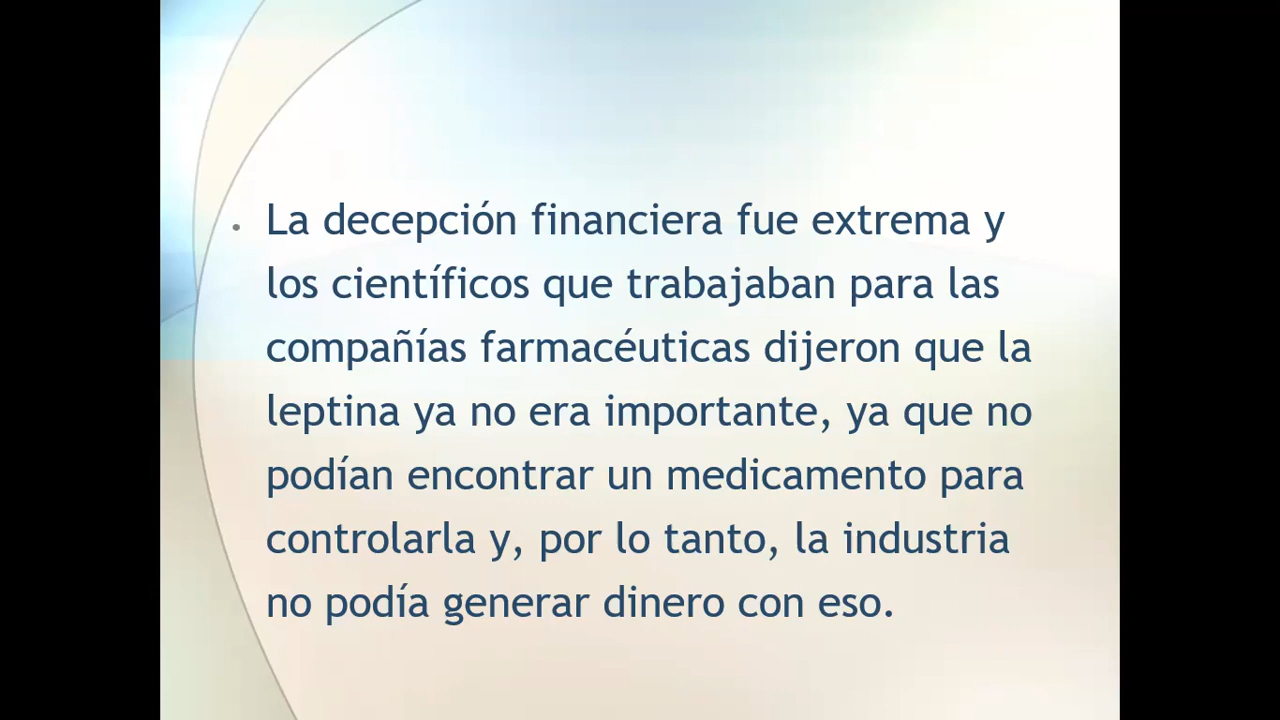 • La decepción financiera fue extrema y
los científicos que trabajaban para las
compañías farmacéuticas dijeron que la
leptina ya no era importante, ya que no
podían encontrar un medicamento para
controlarla y, por lo tanto, la industria
no podía generar dinero con eso.